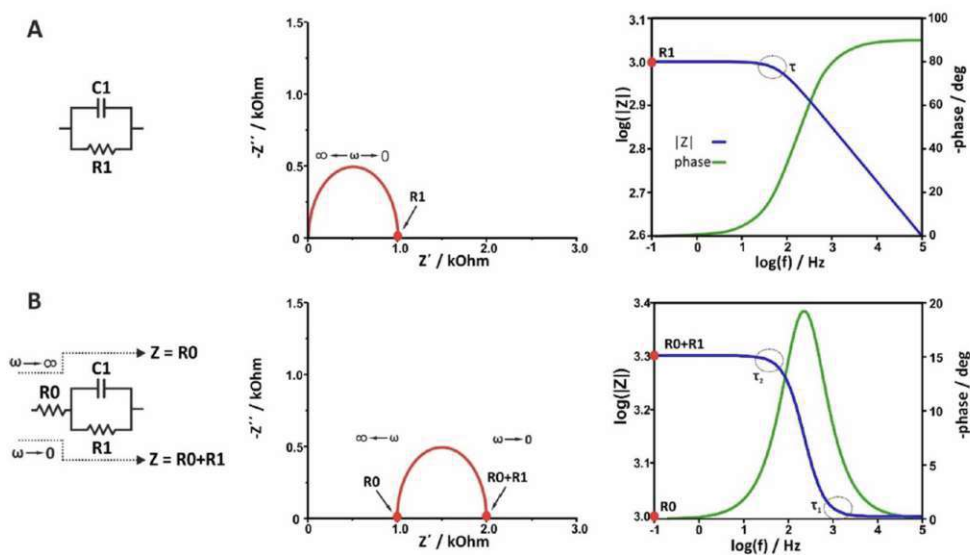 A
C1
R1
-Z´´ / kOhm
1.5
1.0
0.5
0
∞ ← ω → 0
R1
0
1.0
2.0
3.0
Z´ / kOhm
log(|Z|)
3.1
3.0
2.9
2.8
2.7
2.6
R1
τ
|Z|
phase
100
80
60
40
20
0
-phase / deg
-1
0
1
2
3
4
5
log(f) / Hz
B
ω → ∞
Z = R0
C1
R0
R1
ω → 0
Z = R0+R1
-Z´´ / kOhm
1.5
1.0
0.5
0
∞ ← ω
ω → 0
R0
R0+R1
0
1.0
2.0
3.0
Z´ / kOhm
log(|Z|)
3.4
3.3
3.2
3.1
3.0
R0+R1
τ₂
R0
τ₁
20
15
10
5
0
-phase / deg
-1
0
1
2
3
4
5
log(f) / Hz